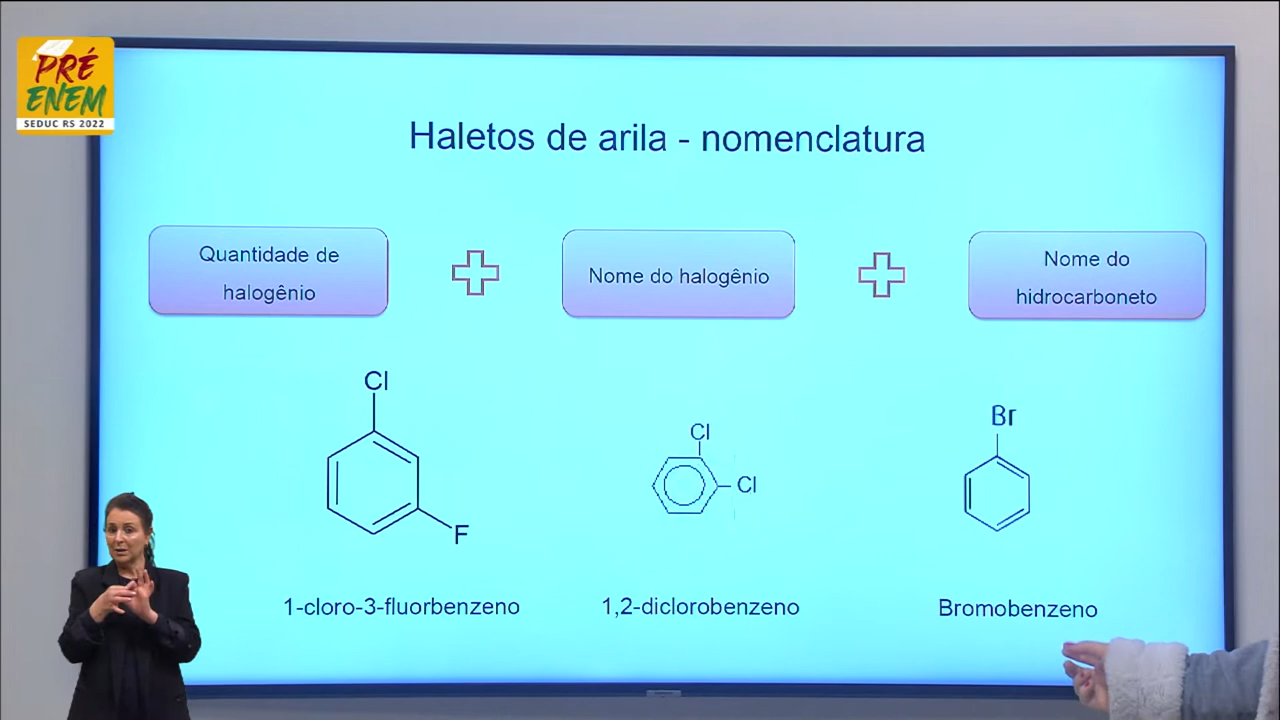 PRÉ
ENEM
SEDUC RS 2022
Haletos de arila - nomenclatura
Quantidade de
halogênio
Nome do halogênio
Nome do
hidrocarboneto
Cl
F
Cl
Cl
Br
1-cloro-3-fluorbenzeno
1,2-diclorobenzeno
Bromobenzeno